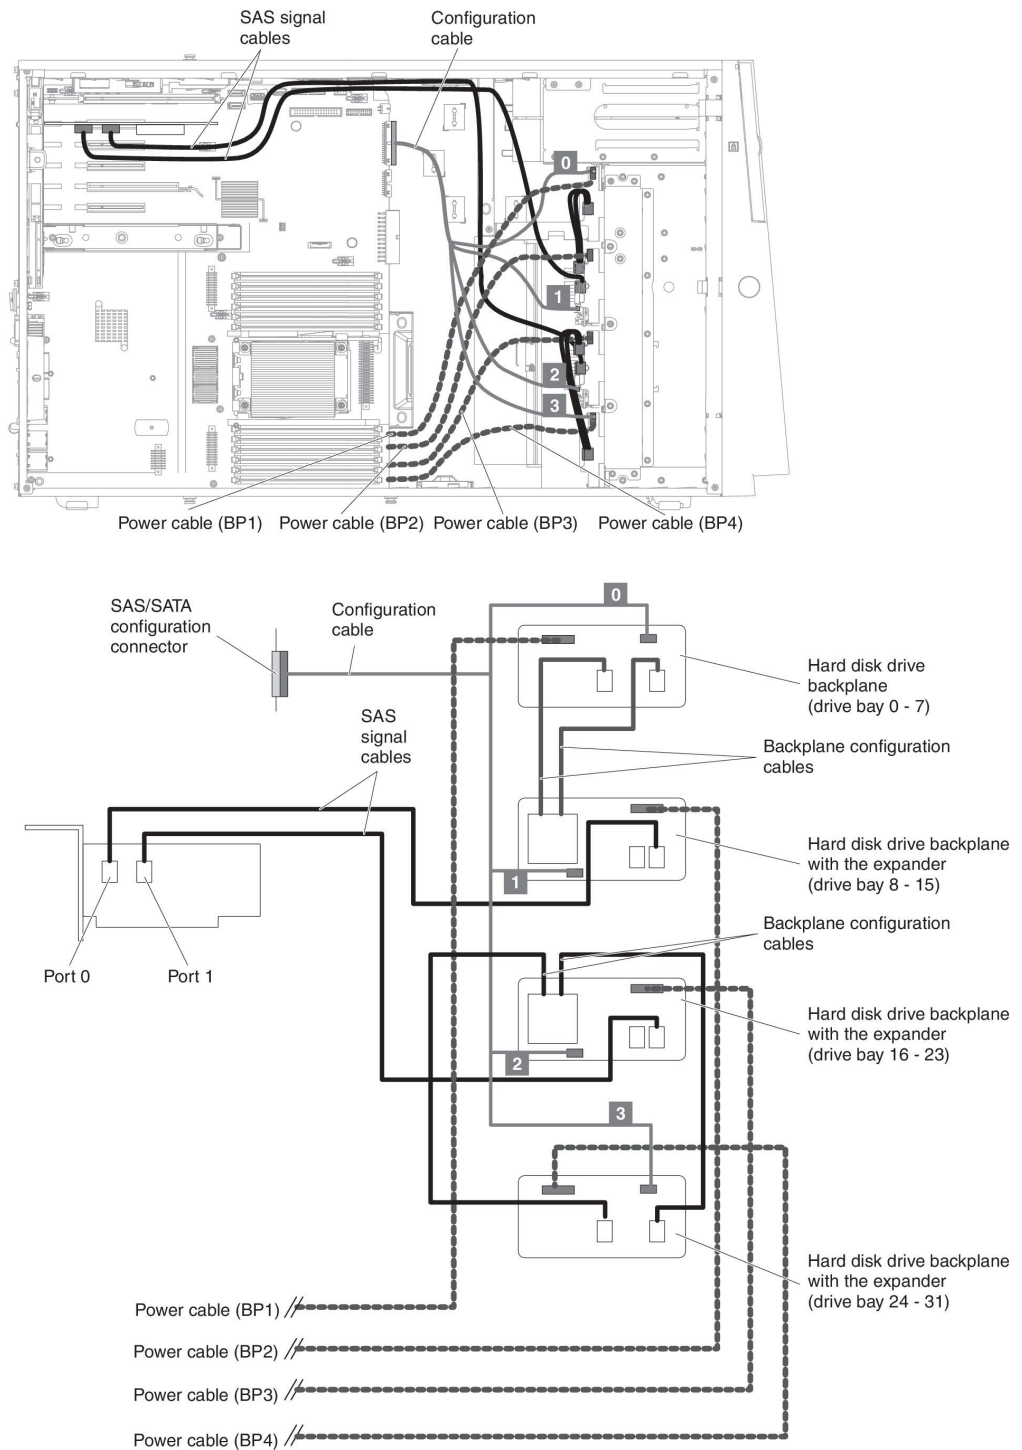 SAS signal
cables
Configuration
cable
0
1
2
3
Power cable (BP1)
Power cable (BP2)
Power cable (BP3)
Power cable (BP4)
0
SAS/SATA
configuration
connector
Configuration
cable
Hard disk drive
backplane
(drive bay 0 - 7)
SAS
signal
cables
Backplane configuration
cables
Hard disk drive backplane
with the expander
(drive bay 8 - 15)
1
Port 0
Port 1
Backplane configuration
cables
Hard disk drive backplane
with the expander
(drive bay 16 - 23)
2
3
Hard disk drive backplane
with the expander
(drive bay 24 - 31)
Power cable (BP1)
Power cable (BP2)
Power cable (BP3)
Power cable (BP4)